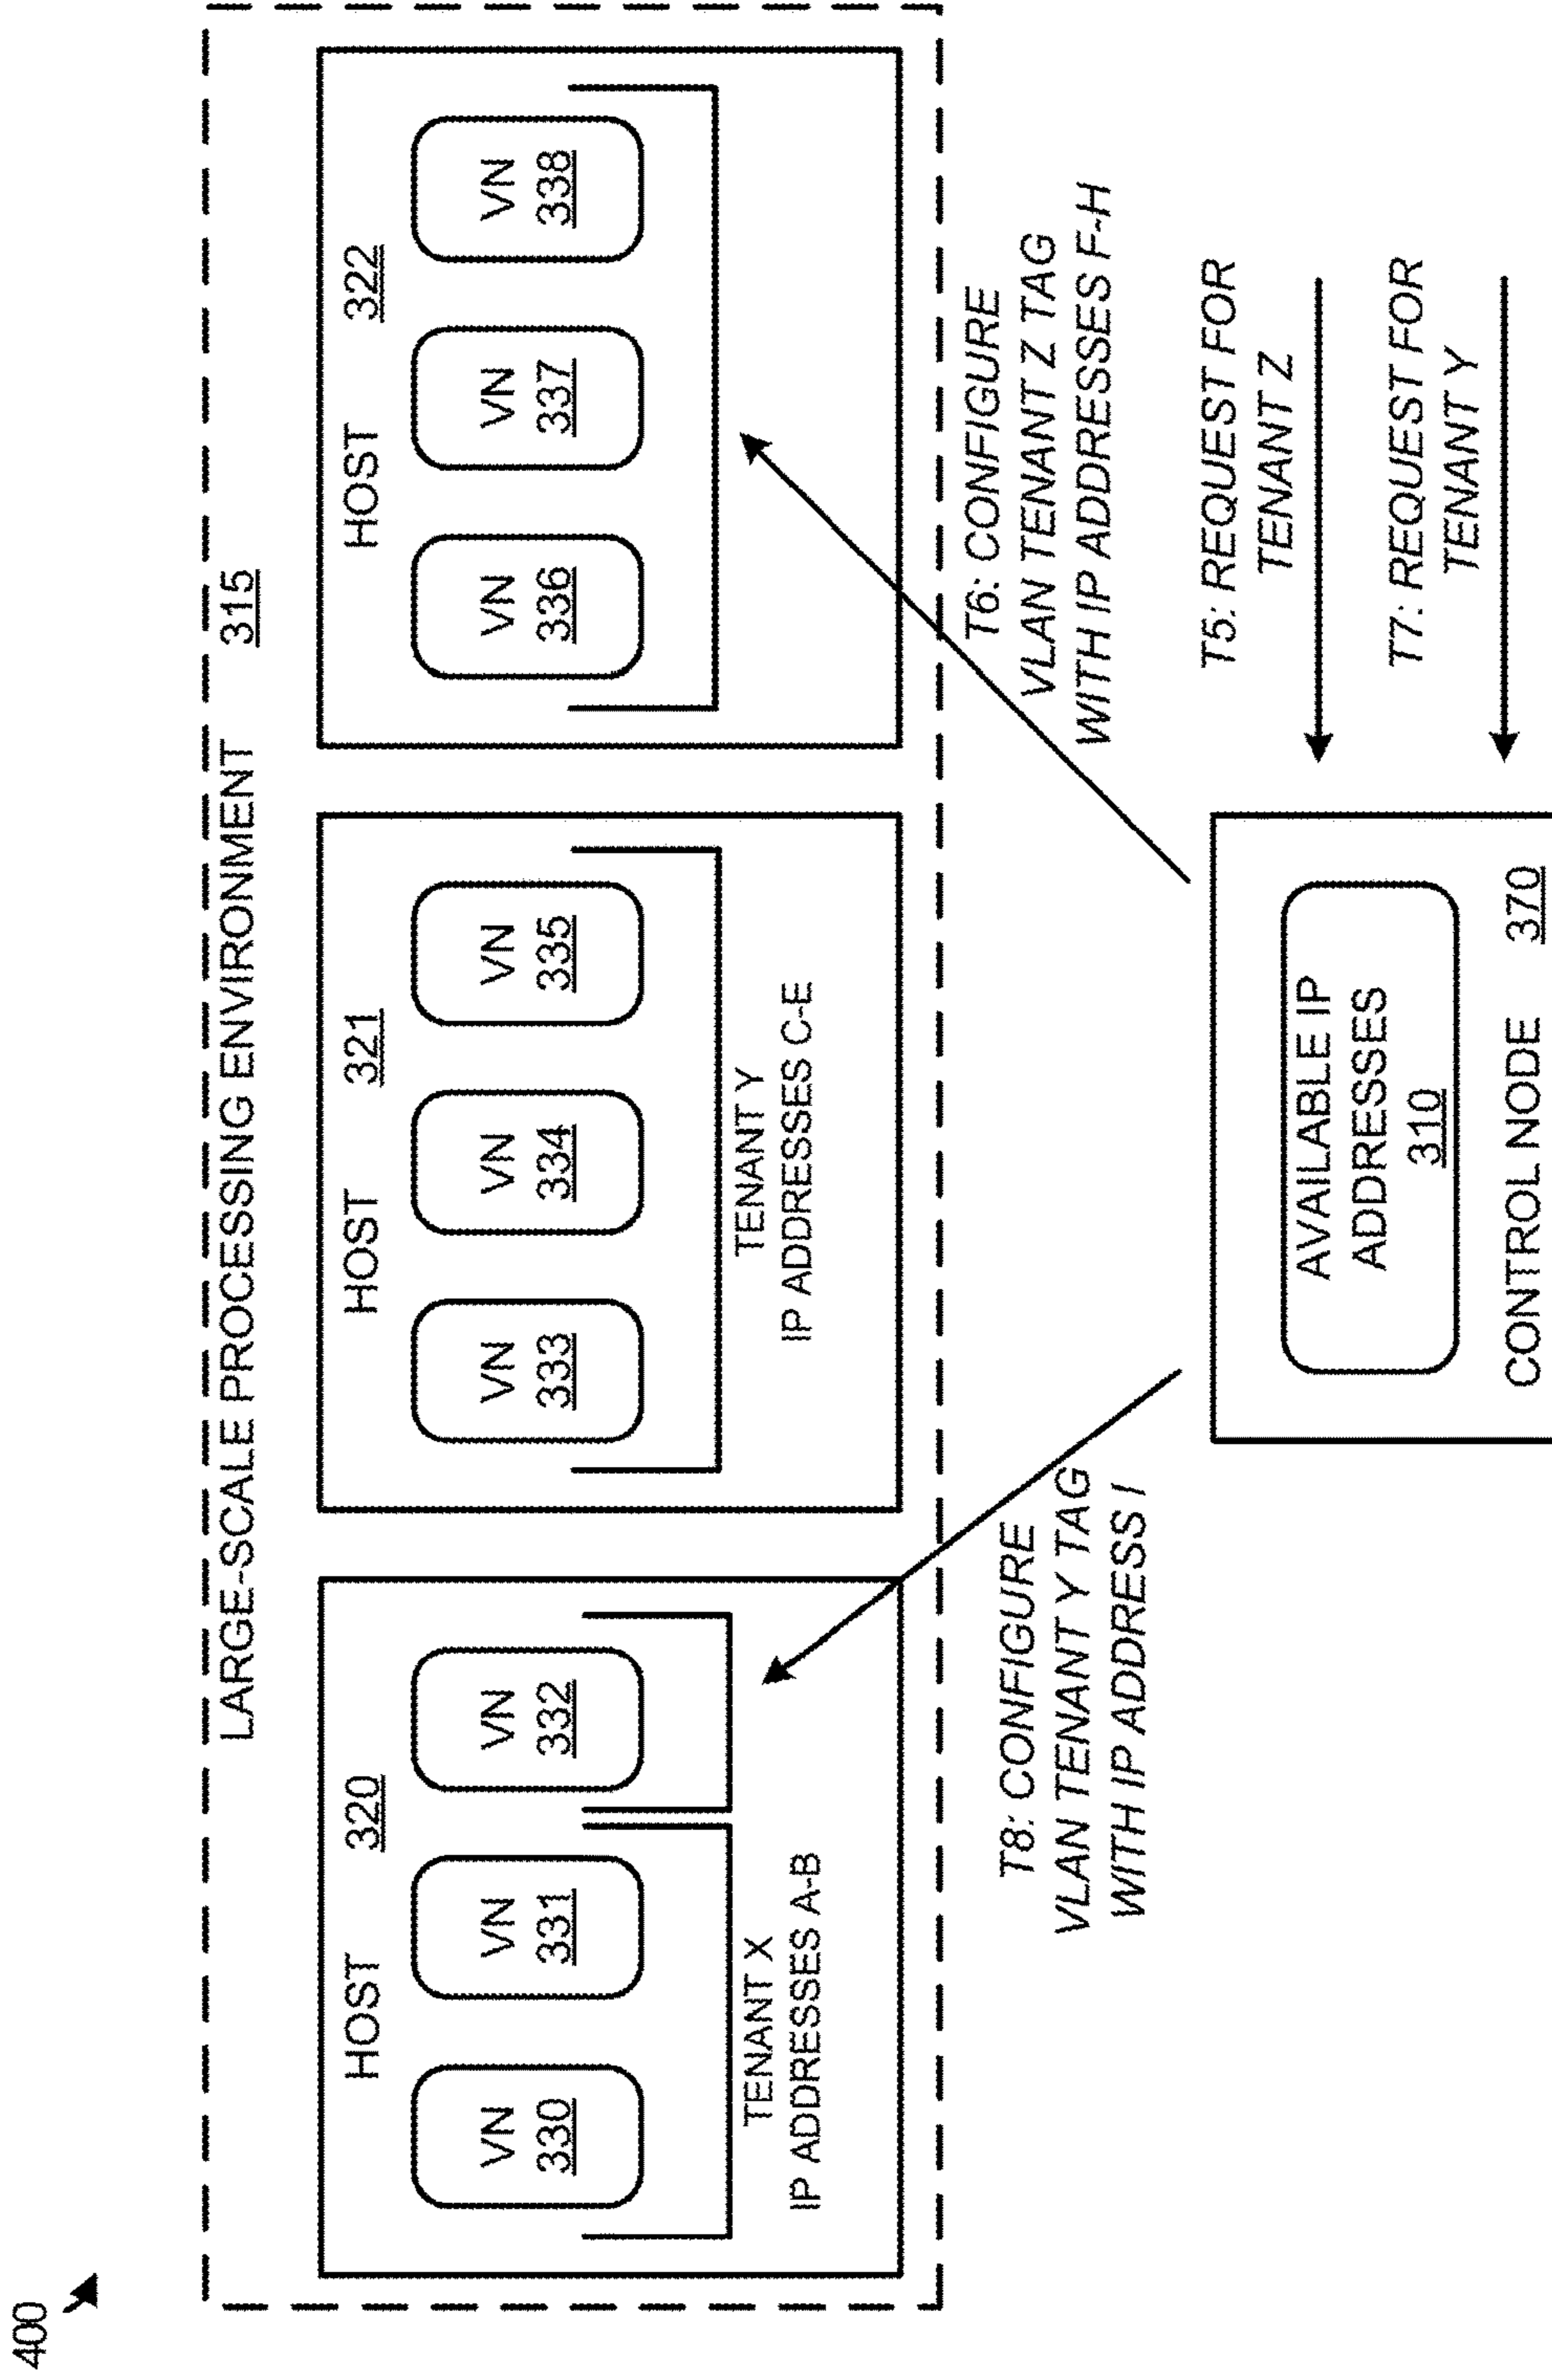 400
LARGE-SCALE PROCESSING ENVIRONMENT 315
HOST 320
VN
330
VN
331
VN
332
TENANT X
IP ADDRESSES A-B
HOST 321
VN
333
VN
334
VN
335
TENANT Y
IP ADDRESSES C-E
HOST 322
VN
336
VN
337
VN
338
T8: CONFIGURE
VLAN TENANT Y TAG
WITH IP ADDRESS I
T6: CONFIGURE
VLAN TENANT Z TAG
WITH IP ADDRESSES F-H
AVAILABLE IP
ADDRESSES
310
CONTROL NODE 370
T5: REQUEST FOR
TENANT Z
T7: REQUEST FOR
TENANT Y